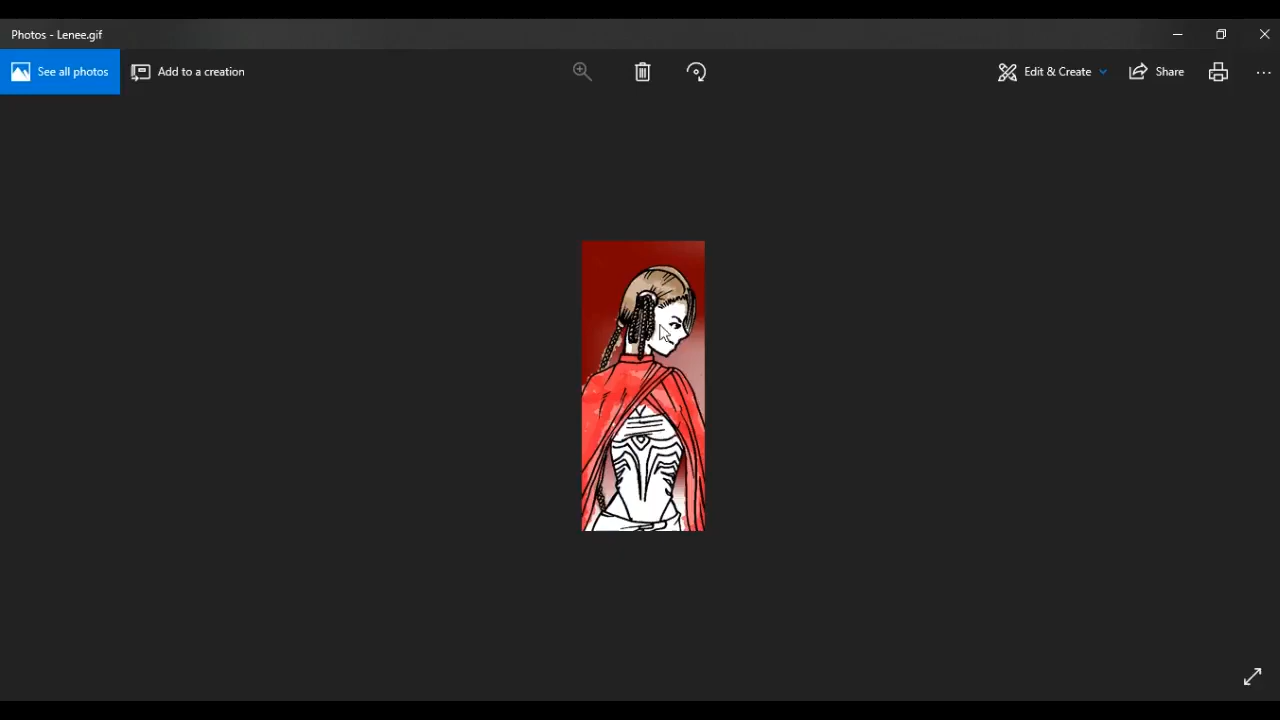 Photos - Lenee.gif
See all photos
Add to a creation
Edit & Create
Share